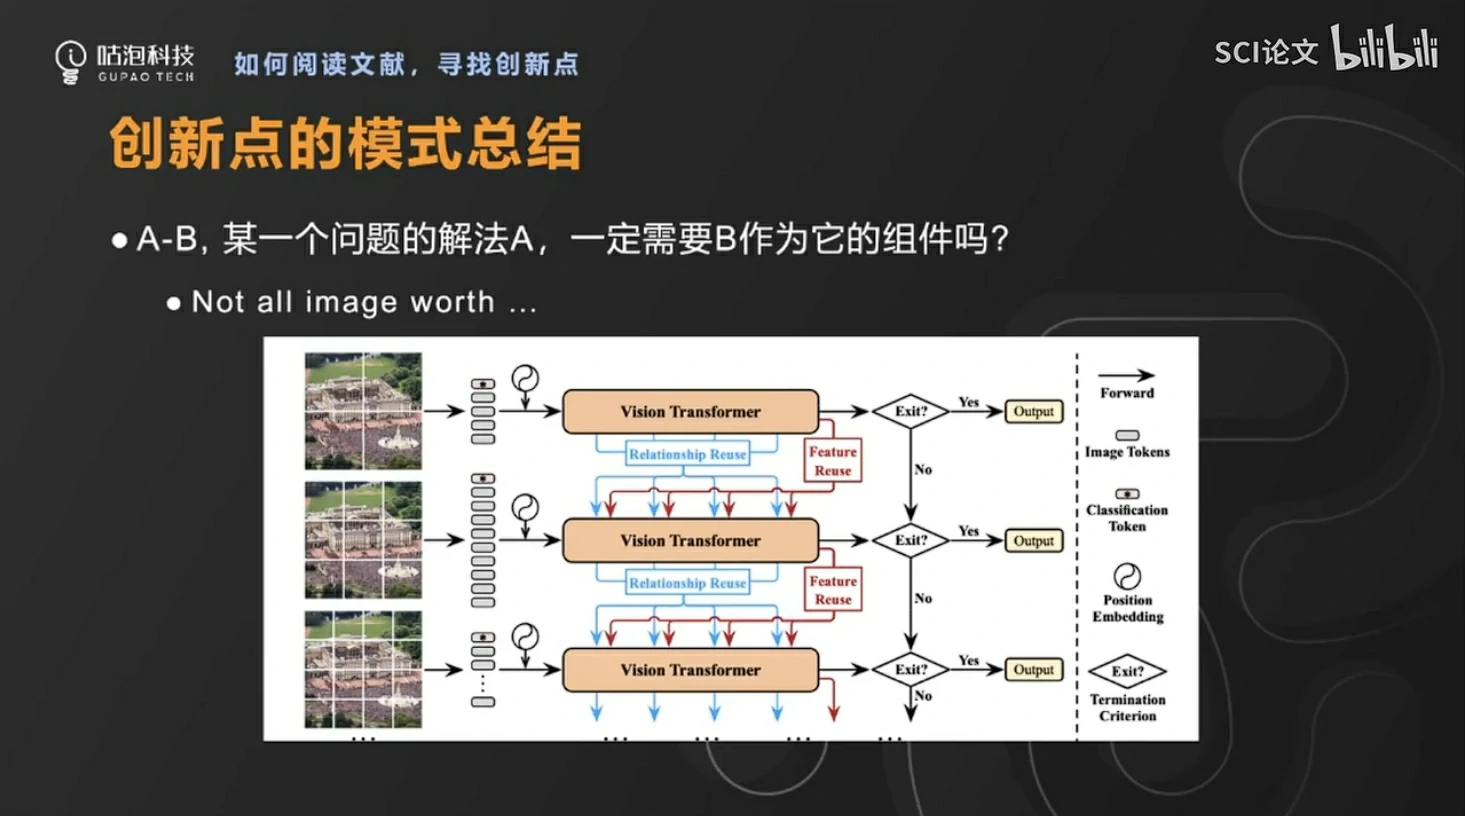 咕泡科技
GUPAO TECH
如何阅读文献，寻找创新点
SCI论文 bilibili
创新点的模式总结
A-B, 某一个问题的解法A，一定需要B作为它的组件吗？
Not all image worth ...
Vision Transformer
Exit?
Yes
Output
Relationship Reuse
Feature
Reuse
No
Vision Transformer
Exit?
Yes
Output
Relationship Reuse
Feature
Reuse
No
Vision Transformer
Exit?
Yes
Output
No
...
...
...
...
...
Forward
Image Tokens
Classification
Token
Position
Embedding
Exit?
Termination
Criterion